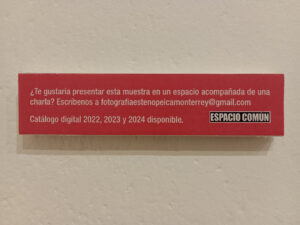 ¿Te gustaría presentar esta muestra en un espacio acompañada de una
charla? Escríbenos a fotografiaestenopeicamonterrey@gmail.com
Catálogo digital 2022, 2023 y 2024 disponible.
ESPACIO COMÚN